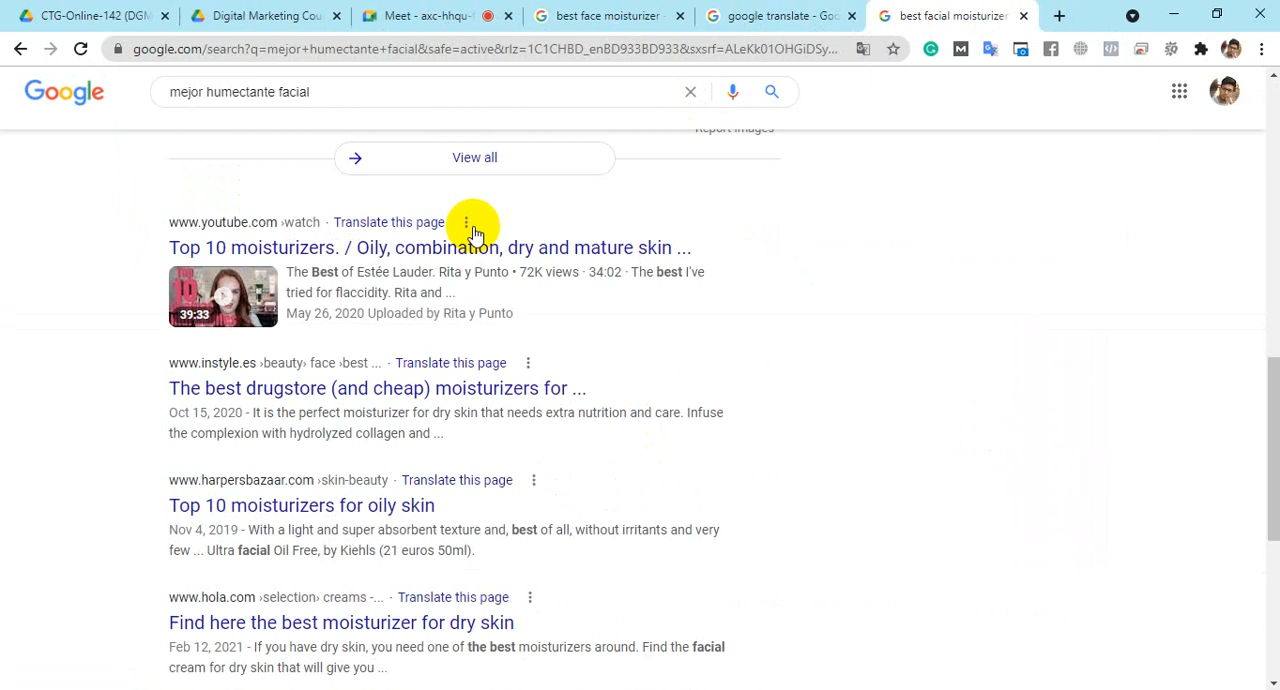 CTG-Online-142 (DGM
Digital Marketing
Meet - axc-hhqu-
best face moisturizer -
google translate - Goo
best facial moisturizer
google.com/search?q=mejor+humectante+facial&safe=active&rlz=1C1CHBD_enBD933BD933&sxsrf=ALeKk01OHGiDSy...
Google
mejor humectante facial
Report images
View all
www.youtube.com ›watch · Translate this page
Top 10 moisturizers. / Oily, combination, dry and mature skin ...
The Best of Estée Lauder. Rita y Punto • 72K views · 34:02 · The best I've
tried for flaccidity. Rita and ...
39:33
May 26, 2020 Uploaded by Rita y Punto
www.instyle.es ›beauty› face ›best ... · Translate this page
The best drugstore (and cheap) moisturizers for ...
Oct 15, 2020 - It is the perfect moisturizer for dry skin that needs extra nutrition and care. Infuse
the complexion with hydrolyzed collagen and ...
www.harpersbazaar.com ›skin-beauty · Translate this page
Top 10 moisturizers for oily skin
Nov 4, 2019 - With a light and super absorbent texture and, best of all, without irritants and very
few ... Ultra facial Oil Free, by Kiehls (21 euros 50ml).
www.hola.com ›selection› creams -... · Translate this page
Find here the best moisturizer for dry skin
Feb 12, 2021 - If you have dry skin, you need one of the best moisturizers around. Find the facial
cream for dry skin that will give you ...